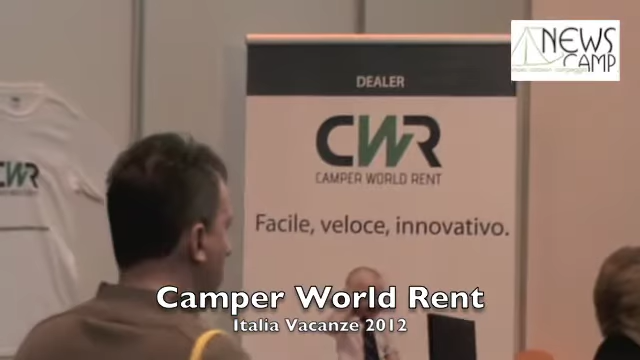 NEWS
CAMP
DEALER
CWR
CAMPER WORLD RENT
Facile, veloce, innovativo.
CWR
Camper World Rent
Italia Vacanze 2012